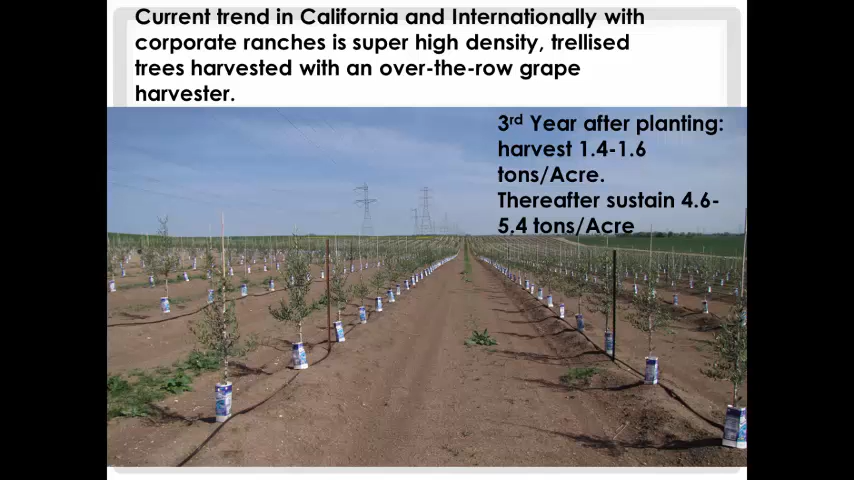 Current trend in California and Internationally with
corporate ranches is super high density, trellised
trees harvested with an over-the-row grape
harvester.
3rd Year after planting:
harvest 1.4-1.6
tons/Acre.
Thereafter sustain 4.6-
5.4 tons/Acre